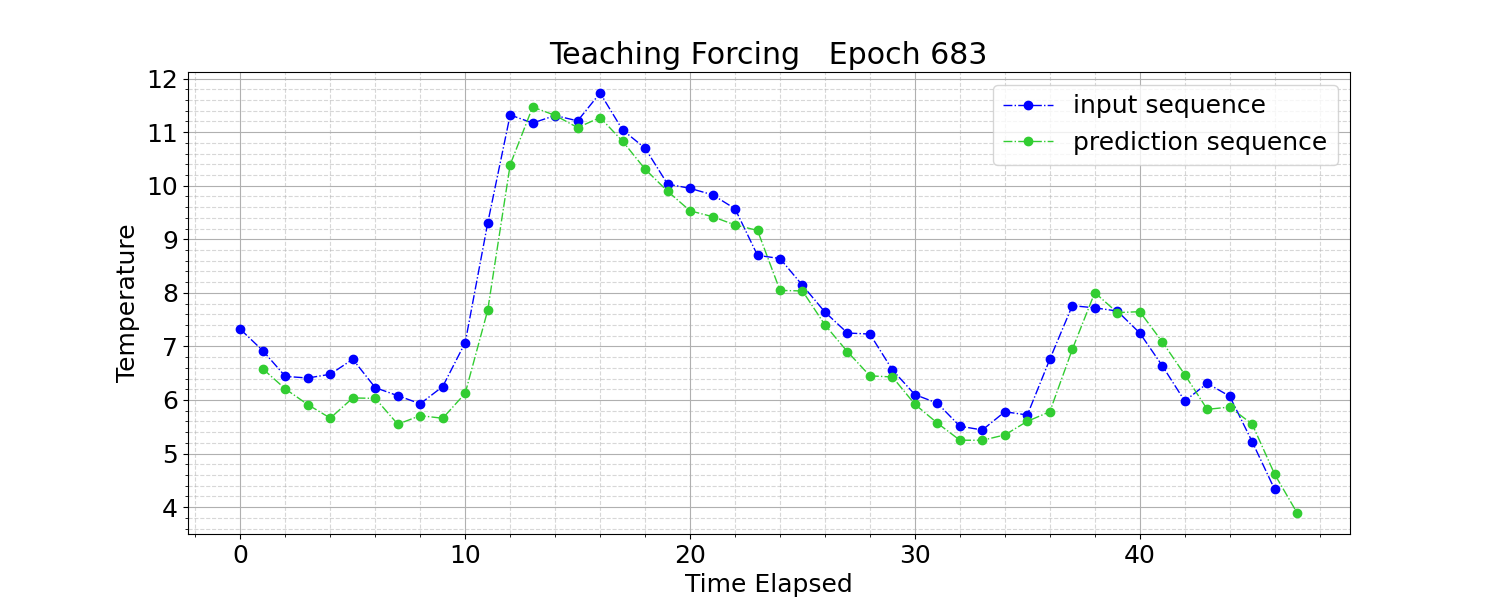 Teaching Forcing   Epoch 683
12
11
10
9
8
7
6
5
4
Temperature
input sequence
prediction sequence
0 10 20 30 40
Time Elapsed